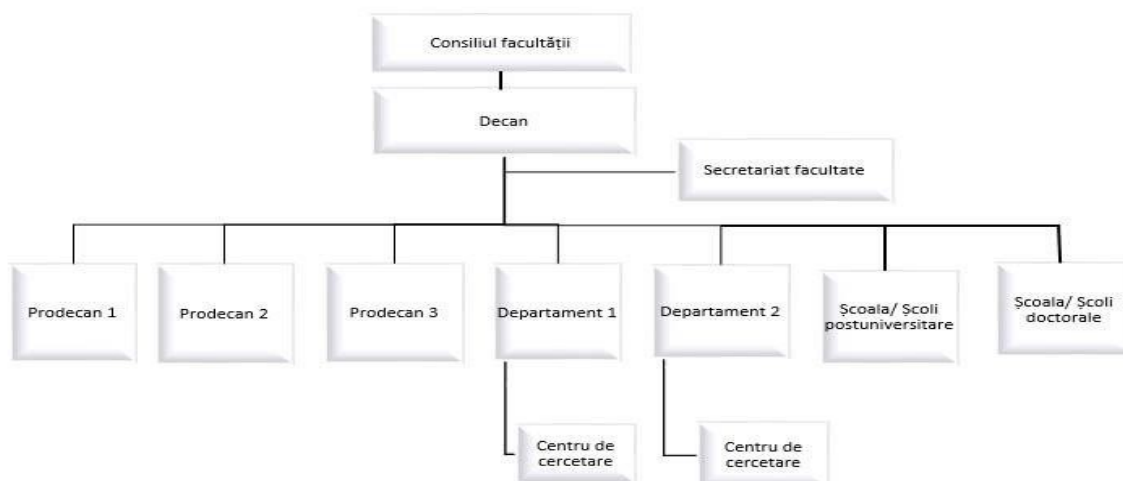 Consiliul facultății
Decan
Secretariat facultate
Prodecan 1
Prodecan 2
Prodecan 3
Departament 1
Departament 2
Școala/ Școli
postuniversitare
Școala/ Școli
doctorale
Centru de
cercetare
Centru de
cercetare